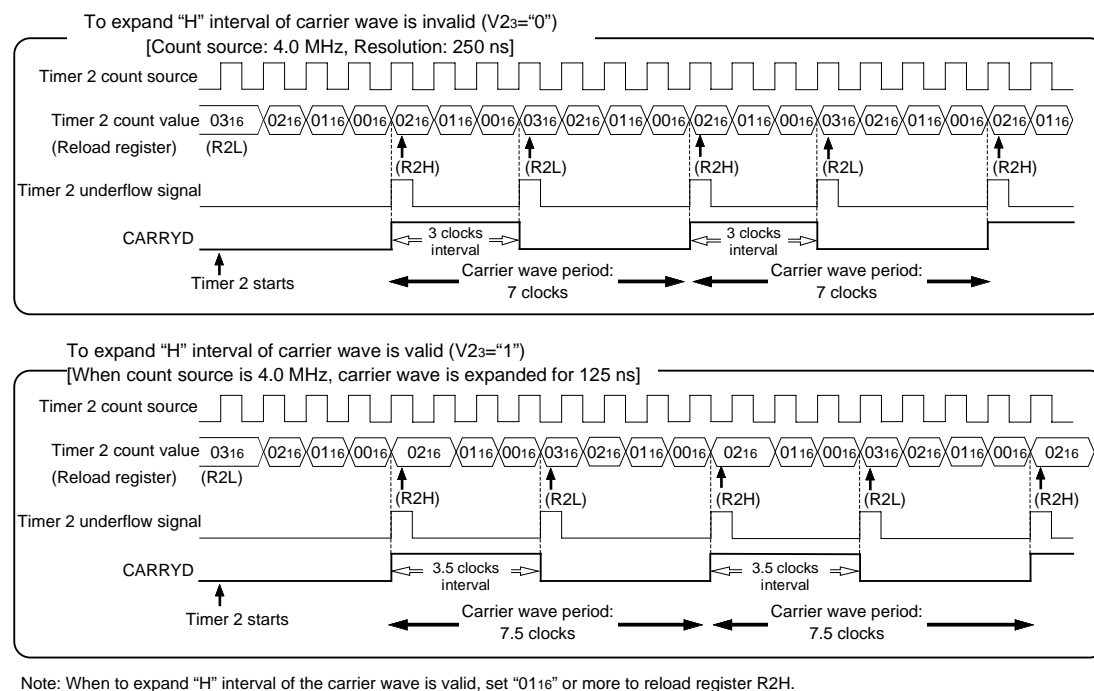 To expand “H” interval of carrier wave is invalid (V23=“0”)
[Count source: 4.0 MHz, Resolution: 250 ns]
Timer 2 count source
Timer 2 count value 0316 0216 0116 0016 0216 0116 0016 0316 0216 0116 0016 0216 0116 0016 0316 0216 0116 0016 0216 0116
(Reload register) (R2L)
(R2H) (R2L) (R2H) (R2L) (R2H)
Timer 2 underflow signal
CARRYD
3 clocks interval
3 clocks interval
Timer 2 starts
Carrier wave period:
7 clocks
Carrier wave period:
7 clocks
To expand “H” interval of carrier wave is valid (V23=“1”)
[When count source is 4.0 MHz, carrier wave is expanded for 125 ns]
Timer 2 count source
Timer 2 count value 0316 0216 0116 0016 0216 0116 0016 0316 0216 0116 0016 0216 0116 0016 0316 0216 0116 0016 0216
(Reload register) (R2L)
(R2H) (R2L) (R2H) (R2L) (R2H)
Timer 2 underflow signal
CARRYD
3.5 clocks interval
3.5 clocks interval
Timer 2 starts
Carrier wave period:
7.5 clocks
Carrier wave period:
7.5 clocks
Note: When to expand “H” interval of the carrier wave is valid, set “0116” or more to reload register R2H.